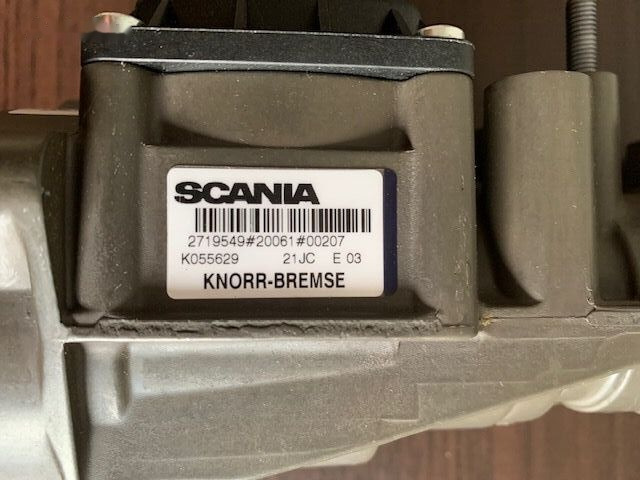 SCANIA
2719549#20061#00207
K055629 21JC E 03
KNORR-BREMSE